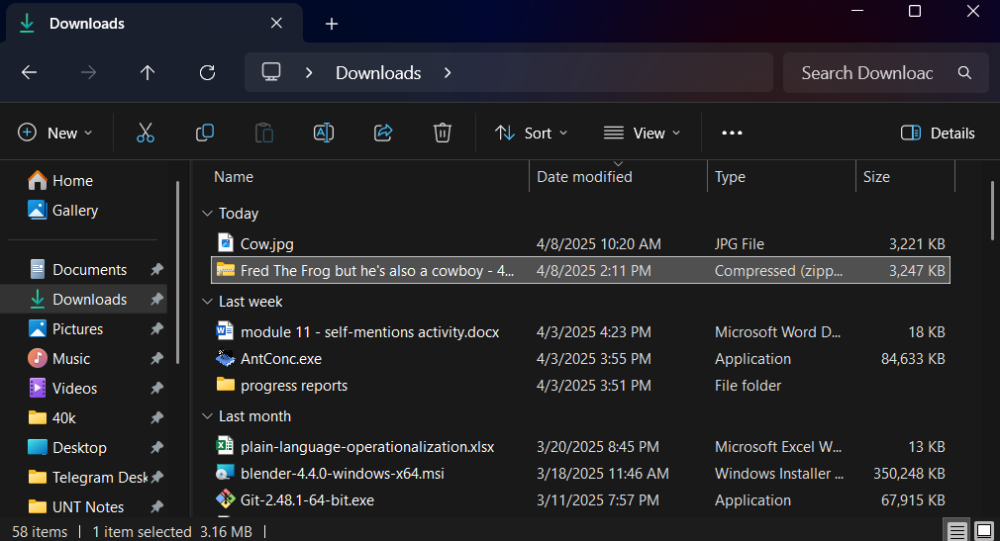 Downloads
Downloads
Search Downloac
New
Sort
View
Details
Name Date modified Type Size
Home
Gallery
Documents
Downloads
Pictures
Music
Videos
40k
Desktop
Telegram Desk
UNT Notes
Today
Cow.jpg 4/8/2025 10:20 AM JPG File 3,221 KB
Fred The Frog but he's also a cowboy - 4... 4/8/2025 2:11 PM Compressed (zipp... 3,247 KB
Last week
module 11 - self-mentions activity.docx 4/3/2025 4:23 PM Microsoft Word D... 18 KB
AntConc.exe 4/3/2025 3:55 PM Application 84,633 KB
progress reports 4/3/2025 3:51 PM File folder
Last month
plain-language-operationalization.xlsx 3/20/2025 8:45 PM Microsoft Excel W... 13 KB
blender-4.4.0-windows-x64.msi 3/18/2025 11:46 AM Windows Installer ... 350,248 KB
Git-2.48.1-64-bit.exe 3/11/2025 7:57 PM Application 67,915 KB
58 items 1 item selected 3.16 MB